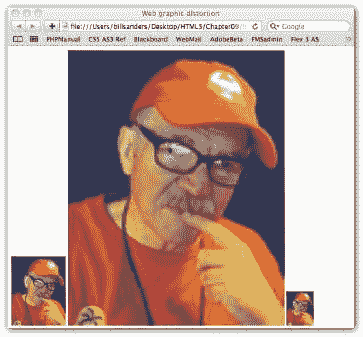 Web graphic distortion
file:///Users/billsanders/Desktop/HTML5/Chapter09/
Google
PHPManual CS5 AS3 Ref Blackboard WebMail AdobeBeta FMSadmin Flex 3 AS